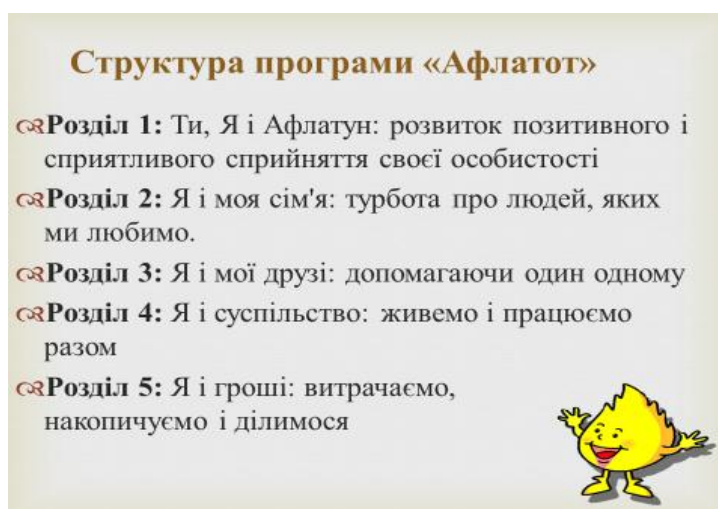 Структура програми «Афлатот»
Розділ 1: Ти, Я і Афлатун: розвиток позитивного і
сприятливого сприйняття своєї особистості
Розділ 2: Я і моя сім'я: турбота про людей, яких
ми любимо.
Розділ 3: Я і мої друзі: допомагаючи один одному
Розділ 4: Я і суспільство: живемо і працюємо
разом
Розділ 5: Я і гроші: витрачаємо,
накопичуємо і ділимося